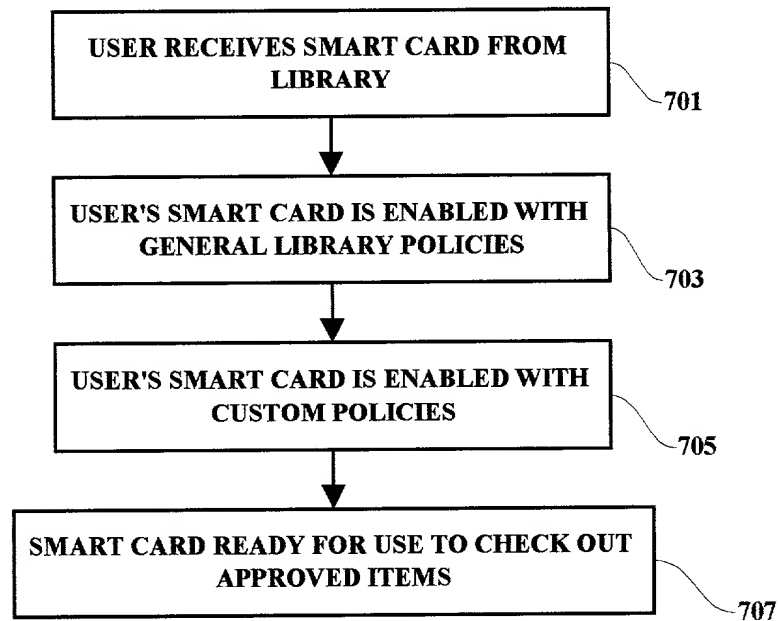 USER RECEIVES SMART CARD FROM
LIBRARY
701
USER'S SMART CARD IS ENABLED WITH
GENERAL LIBRARY POLICIES
703
USER'S SMART CARD IS ENABLED WITH
CUSTOM POLICIES
705
SMART CARD READY FOR USE TO CHECK OUT
APPROVED ITEMS
707